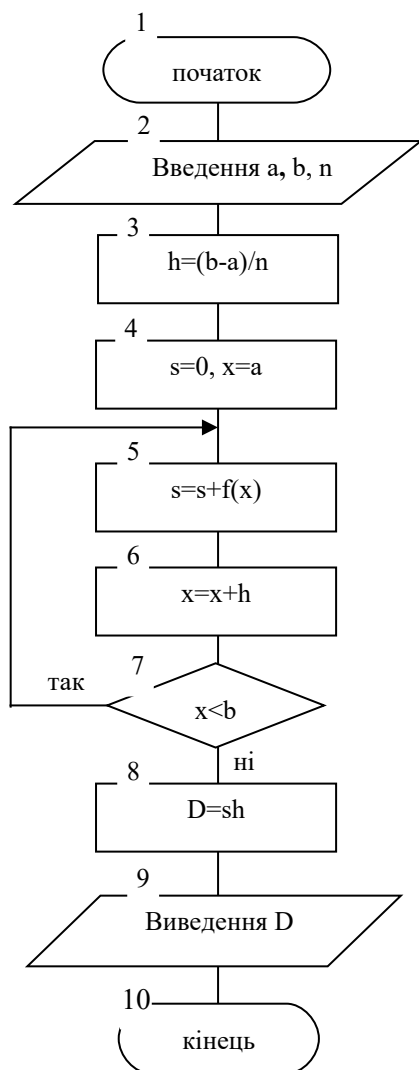 1
початок
2
Введення a, b, n
3
h=(b-a)/n
4
s=0, x=a
5
s=s+f(x)
6
x=x+h
7
так
x<b
ні
8
D=sh
9
Виведення D
10
кінець